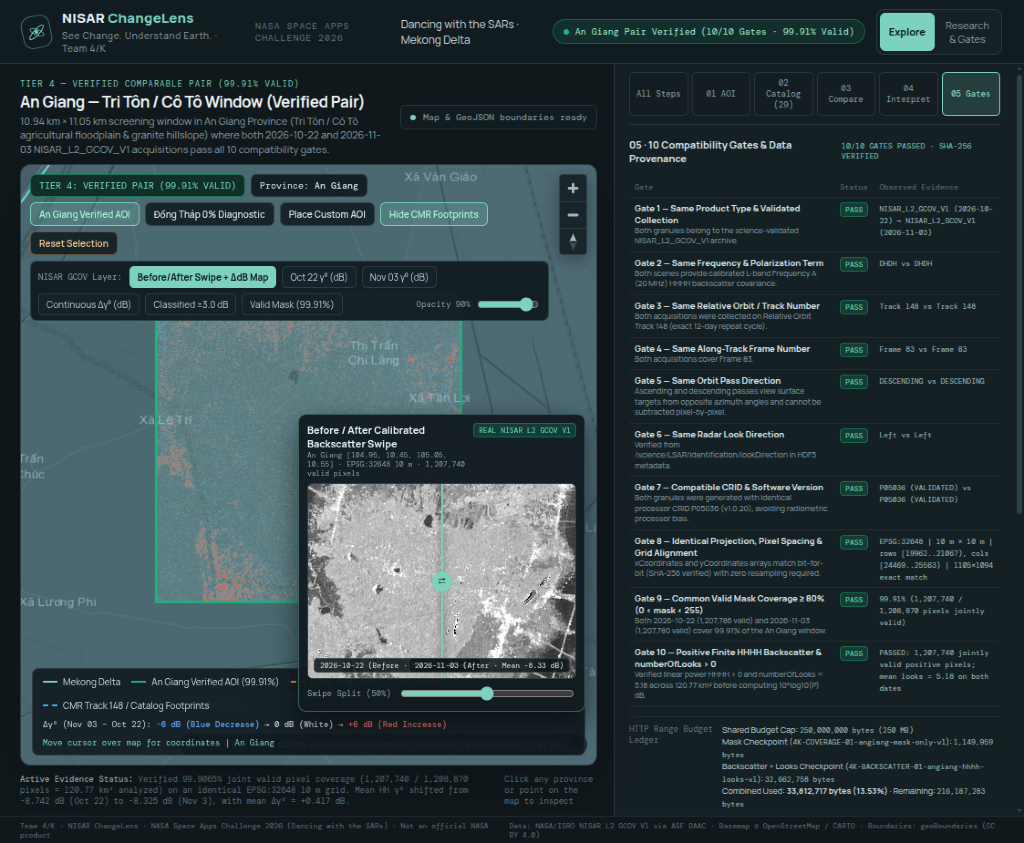 NISAR ChangeLens
See Change. Understand Earth. ·
Team 4/K
NASA SPACE APPS
CHALLENGE 2026
Dancing with the SARs ·
Mekong Delta
An Giang Pair Verified (10/10 Gates · 99.91% Valid)
Explore
Research
& Gates
TIER 4 — VERIFIED COMPARABLE PAIR (99.91% VALID)
An Giang — Tri Tôn / Cô Tô Window (Verified Pair)
10.94 km × 11.05 km screening window in An Giang Province (Tri Tôn / Cô Tô
agricultural floodplain & granite hillslope) where both 2026-10-22 and 2026-11-
03 NISAR_L2_GCOV_V1 acquisitions pass all 10 compatibility gates.
Map & GeoJSON boundaries ready
Xã Vân Giáo
TIER 4: VERIFIED PAIR (99.91% VALID)
Province: An Giang
An Giang Verified AOI
Đồng Tháp 0% Diagnostic
Place Custom AOI
Hide CMR Footprints
Reset Selection
NISAR GCOV Layer:
Before/After Swipe + ΔdB Map
Oct 22 γ⁰ (dB)
Nov 03 γ⁰ (dB)
Continuous Δγ⁰ (dB)
Classified ±3.0 dB
Valid Mask (99.91%)
Opacity 90%
Thị Trấn
Chi Lăng
Xã Tân Lợi
Xã Lê Trì
Trấn
Chúc
Xã Lương Phi
Before / After Calibrated
Backscatter Swipe
REAL NISAR L2 GCOV V1
An Giang [104.95, 10.45, 105.05,
10.55] · EPSG:32648 10 m · 1,207,740
valid pixels
2026-10-22 (Before ·
2026-11-03 (After · Mean -8.33 dB)
Swipe Split (50%)
Mekong Delta
An Giang Verified AOI (99.91%)
CMR Track 148 / Catalog Footprints
Δγ⁰ (Nov 03 − Oct 22): -6 dB (Blue Decrease) → 0 dB (White) → +6 dB (Red Increase)
Move cursor over map for coordinates | An Giang
Active Evidence Status: Verified 99.9065% joint valid pixel coverage (1,207,740 / 1,208,870
pixels = 120.77 km² analyzed) on an identical EPSG:32648 10 m grid. Mean HH γ⁰ shifted from
-8.742 dB (Oct 22) to -8.325 dB (Nov 3), with mean Δγ⁰ = +0.417 dB.
Click any province
or point on the
map to inspect
All Steps
01 AOI
02
Catalog
(29)
03
Compare
04
Interpret
05 Gates
05 · 10 Compatibility Gates & Data
Provenance
10/10 GATES PASSED · SHA-256
VERIFIED
Gate
Status
Observed Evidence
Gate 1 — Same Product Type & Validated
Collection
Both granules belong to the science-validated
NISAR_L2_GCOV_V1 archive.
PASS
NISAR_L2_GCOV_V1 (2026-10-
22) → NISAR_L2_GCOV_V1
(2026-11-03)
Gate 2 — Same Frequency & Polarization Term
Both scenes provide calibrated L-band Frequency A
(20 MHz) HHHH backscatter covariance.
PASS
DHDH vs DHDH
Gate 3 — Same Relative Orbit / Track Number
Both acquisitions were collected on Relative Orbit
Track 148 (exact 12-day repeat cycle).
PASS
Track 148 vs Track 148
Gate 4 — Same Along-Track Frame Number
Both acquisitions cover Frame 83.
PASS
Frame 83 vs Frame 83
Gate 5 — Same Orbit Pass Direction
Ascending and descending passes view surface
targets from opposite azimuth angles and cannot be
subtracted pixel-by-pixel.
PASS
DESCENDING vs DESCENDING
Gate 6 — Same Radar Look Direction
Verified from
/science/LSAR/identification/lookDirection in HDF5
metadata.
PASS
Left vs Left
Gate 7 — Compatible CRID & Software Version
Both granules were generated with identical
processor CRID P05036 (v1.0.20), avoiding radiometric
processor bias.
PASS
P05036 (VALIDATED) vs
P05036 (VALIDATED)
Gate 8 — Identical Projection, Pixel Spacing &
Grid Alignment
xCoordinates and yCoordinates arrays match bit-for-
bit (SHA-256 verified) with zero resampling required.
PASS
EPSG:32648 | 10 m × 10 m |
rows [19962..21067), cols
[24469..25563) | 1105×1094
exact match
Gate 9 — Common Valid Mask Coverage ≥ 80%
(0 < mask < 255)
Both 2026-10-22 (1,207,786 valid) and 2026-11-03
(1,207,780 valid) cover 99.91% of the An Giang window.
PASS
99.91% (1,207,740 /
1,208,870 pixels jointly
valid)
Gate 10 — Positive Finite HHHH Backscatter &
numberOfLooks > 0
Verified linear power HHHH > 0 and numberOfLooks =
5.18 across 120.77 km² before computing 10*log10(P)
dB.
PASS
PASSED: 1,207,740 jointly
valid positive pixels;
mean looks = 5.18 on both
dates
HTTP Range Budget
Ledger
Shared Budget Cap: 250,000,000 bytes (250 MB)
Mask Checkpoint (4K-COVERAGE-01-angiang-mask-only-v1): 1,149,959
bytes
Backscatter + Looks Checkpoint (4K-BACKSCATTER-01-angiang-hhhh-
looks-v1): 32,662,758 bytes
Combined Used: 33,812,717 bytes (13.53%) · Remaining: 216,187,283
bytes
Team 4/K · NISAR ChangeLens · NASA Space Apps Challenge 2026 (Dancing with the SARs) · Not an official NASA
product
Data: NASA/ISRO NISAR L2 GCOV V1 via ASF DAAC · Basemap © OpenStreetMap / CARTO · Boundaries: geoBoundaries (CC
BY 4.0)